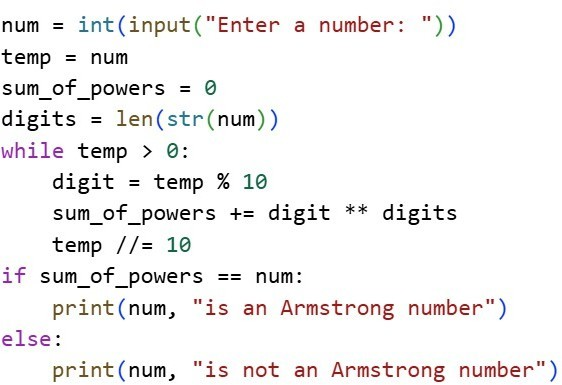 num = int(input("Enter a number: "))
temp = num
sum_of_powers = 0
digits = len(str(num))
while temp > 0:
    digit = temp % 10
    sum_of_powers += digit ** digits
    temp //= 10
if sum_of_powers == num:
    print(num, "is an Armstrong number")
else:
    print(num, "is not an Armstrong number")